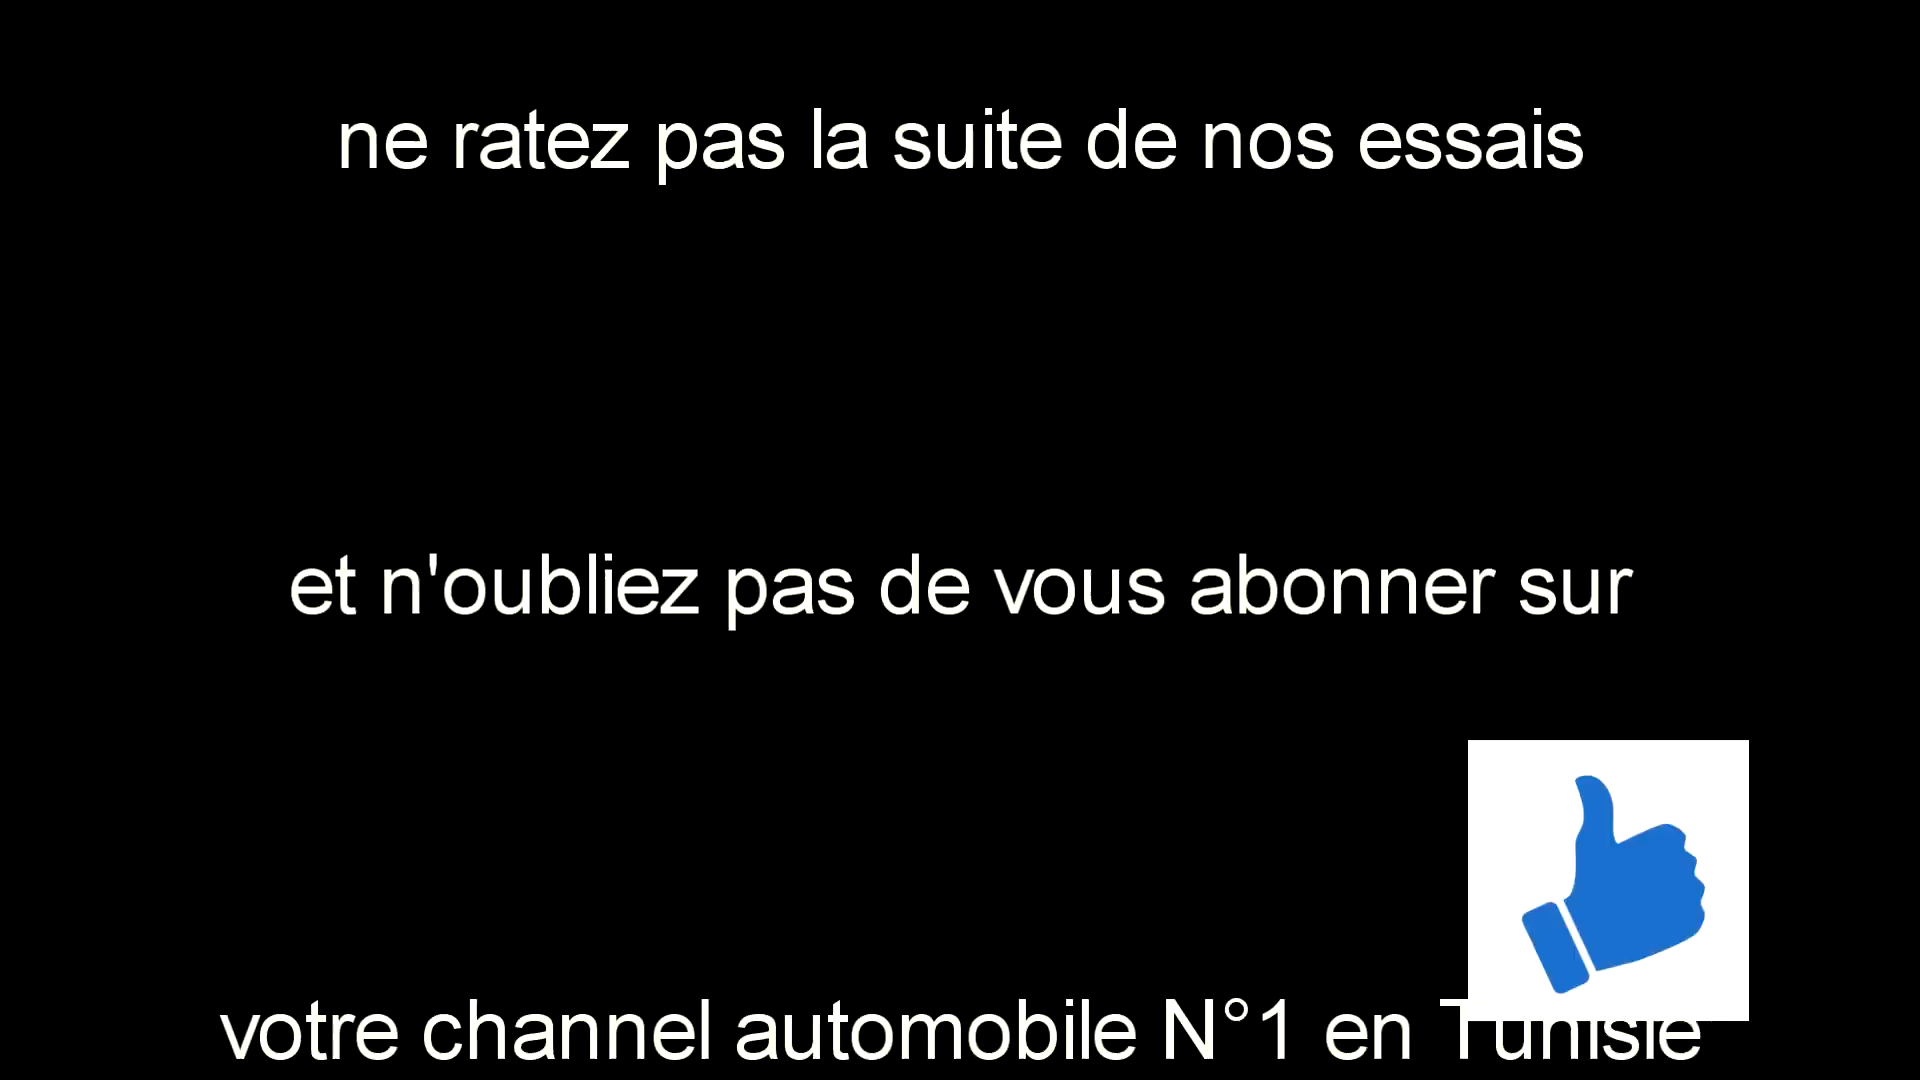 ne ratez pas la suite de nos essais
et n'oubliez pas de vous abonner sur
votre channel automobile N°1 en Tunisie